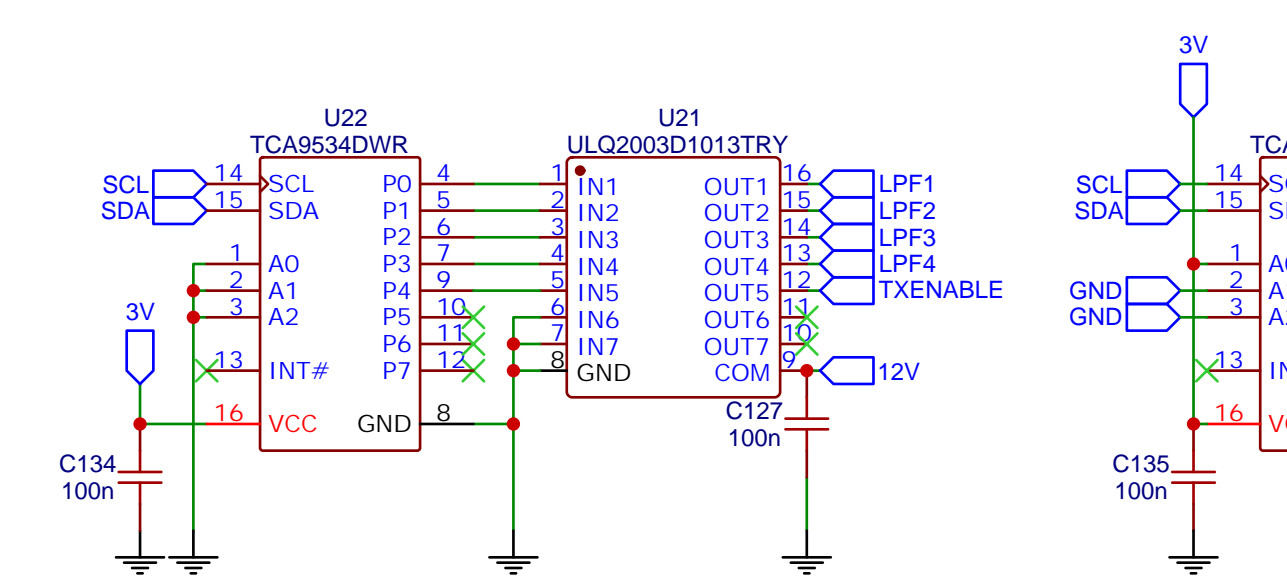 3V
U22
TCA9534DWR
SCL
SDA
14
15
1
2
3
13
16
SCL
SDA
A0
A1
A2
INT#
VCC
P0
P1
P2
P3
P4
P5
P6
P7
GND
4
5
6
7
9
10
11
12
8
3V
C134
100n
U21
ULQ2003D1013TRY
1
2
3
4
5
6
7
8
IN1
IN2
IN3
IN4
IN5
IN6
IN7
GND
OUT1
OUT2
OUT3
OUT4
OUT5
OUT6
OUT7
COM
16
15
14
13
12
11
10
9
LPF1
LPF2
LPF3
LPF4
TXENABLE
12V
C127
100n
SCL
SDA
GND
GND
14
15
1
2
3
13
16
C135
100n